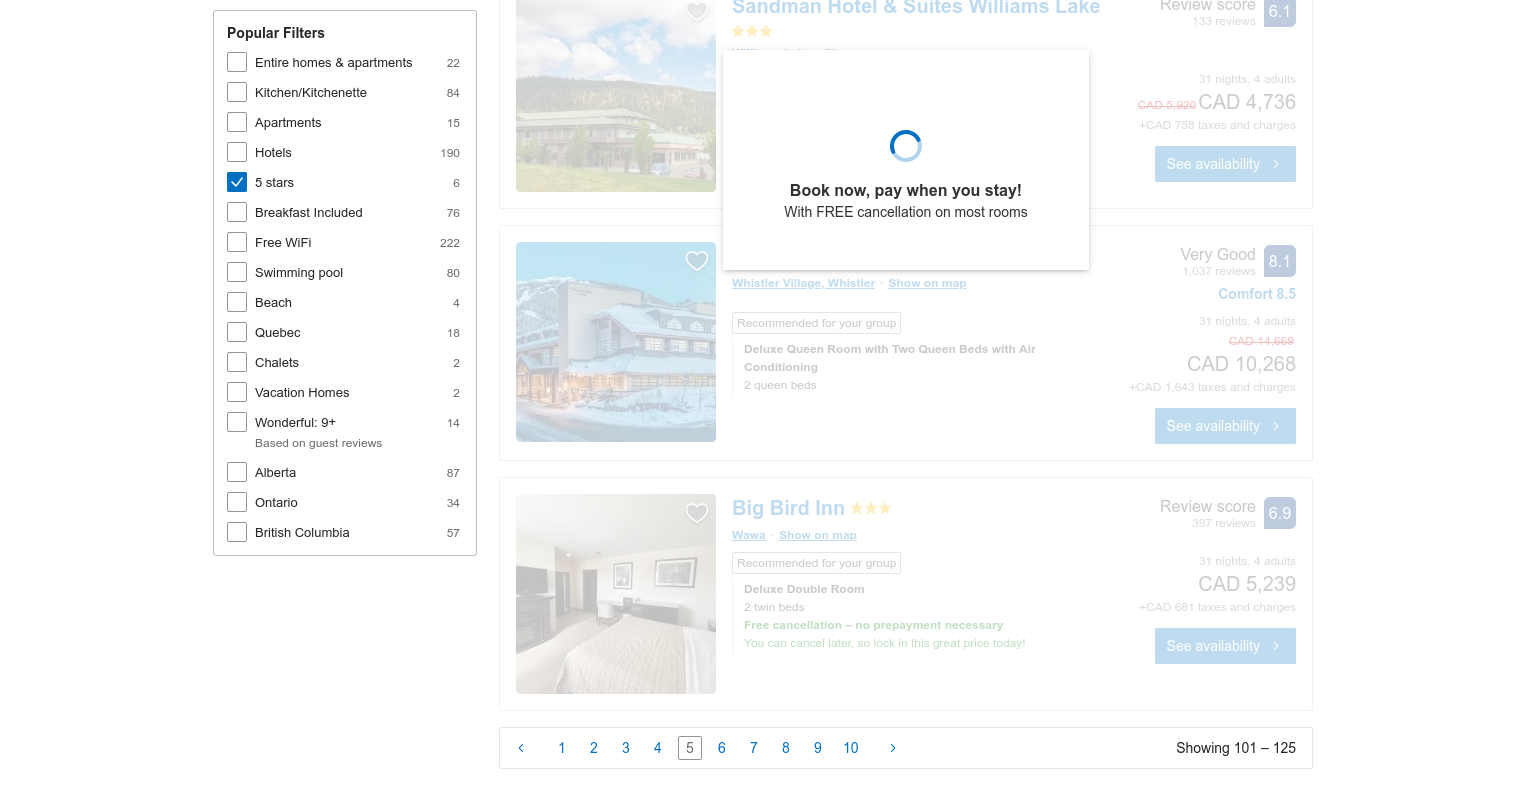 Popular Filters
Entire homes & apartments 22
Kitchen/Kitchenette 84
Apartments 15
Hotels 190
5 stars 6
Breakfast Included 76
Free WiFi 222
Swimming pool 80
Beach 4
Quebec 18
Chalets 2
Vacation Homes 2
Wonderful: 9+ 14
Based on guest reviews
Alberta 87
Ontario 34
British Columbia 57
Sandman Hotel & Suites Williams Lake
Review score 6.1
133 reviews
31 nights, 4 adults
CAD 5,920 CAD 4,736
+CAD 758 taxes and charges
See availability
Book now, pay when you stay!
With FREE cancellation on most rooms
Very Good 8.1
1,037 reviews
Whistler Village, Whistler · Show on map
Comfort 8.5
Recommended for your group
Deluxe Queen Room with Two Queen Beds with Air
Conditioning
2 queen beds
31 nights, 4 adults
CAD 14,669
CAD 10,268
+CAD 1,643 taxes and charges
See availability
Big Bird Inn
Review score 6.9
397 reviews
Wawa · Show on map
Recommended for your group
Deluxe Double Room
2 twin beds
Free cancellation – no prepayment necessary
You can cancel later, so lock in this great price today!
31 nights, 4 adults
CAD 5,239
+CAD 681 taxes and charges
See availability
1 2 3 4 5 6 7 8 9 10
Showing 101 – 125